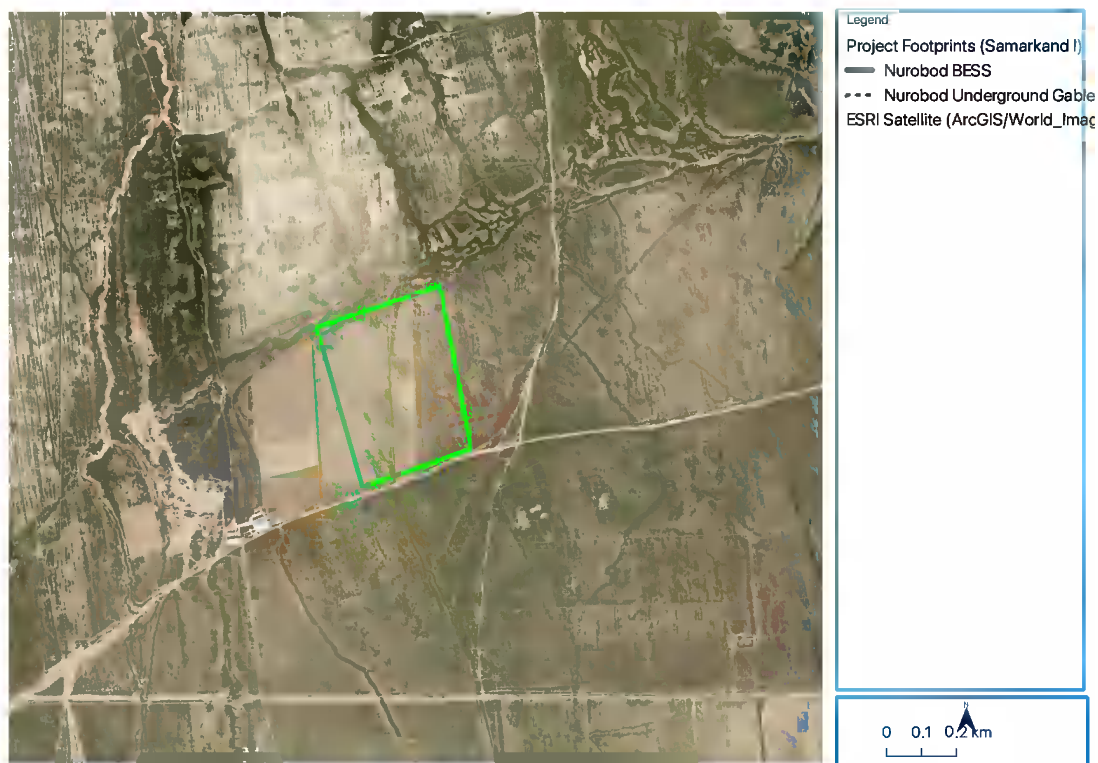 Legend
Project Footprints (Samarkand I)
Nurobod BESS
Nurobod Underground Gable
ESRI Satellite (ArcGIS/World_Imag
N
0 0.1 0.2 km